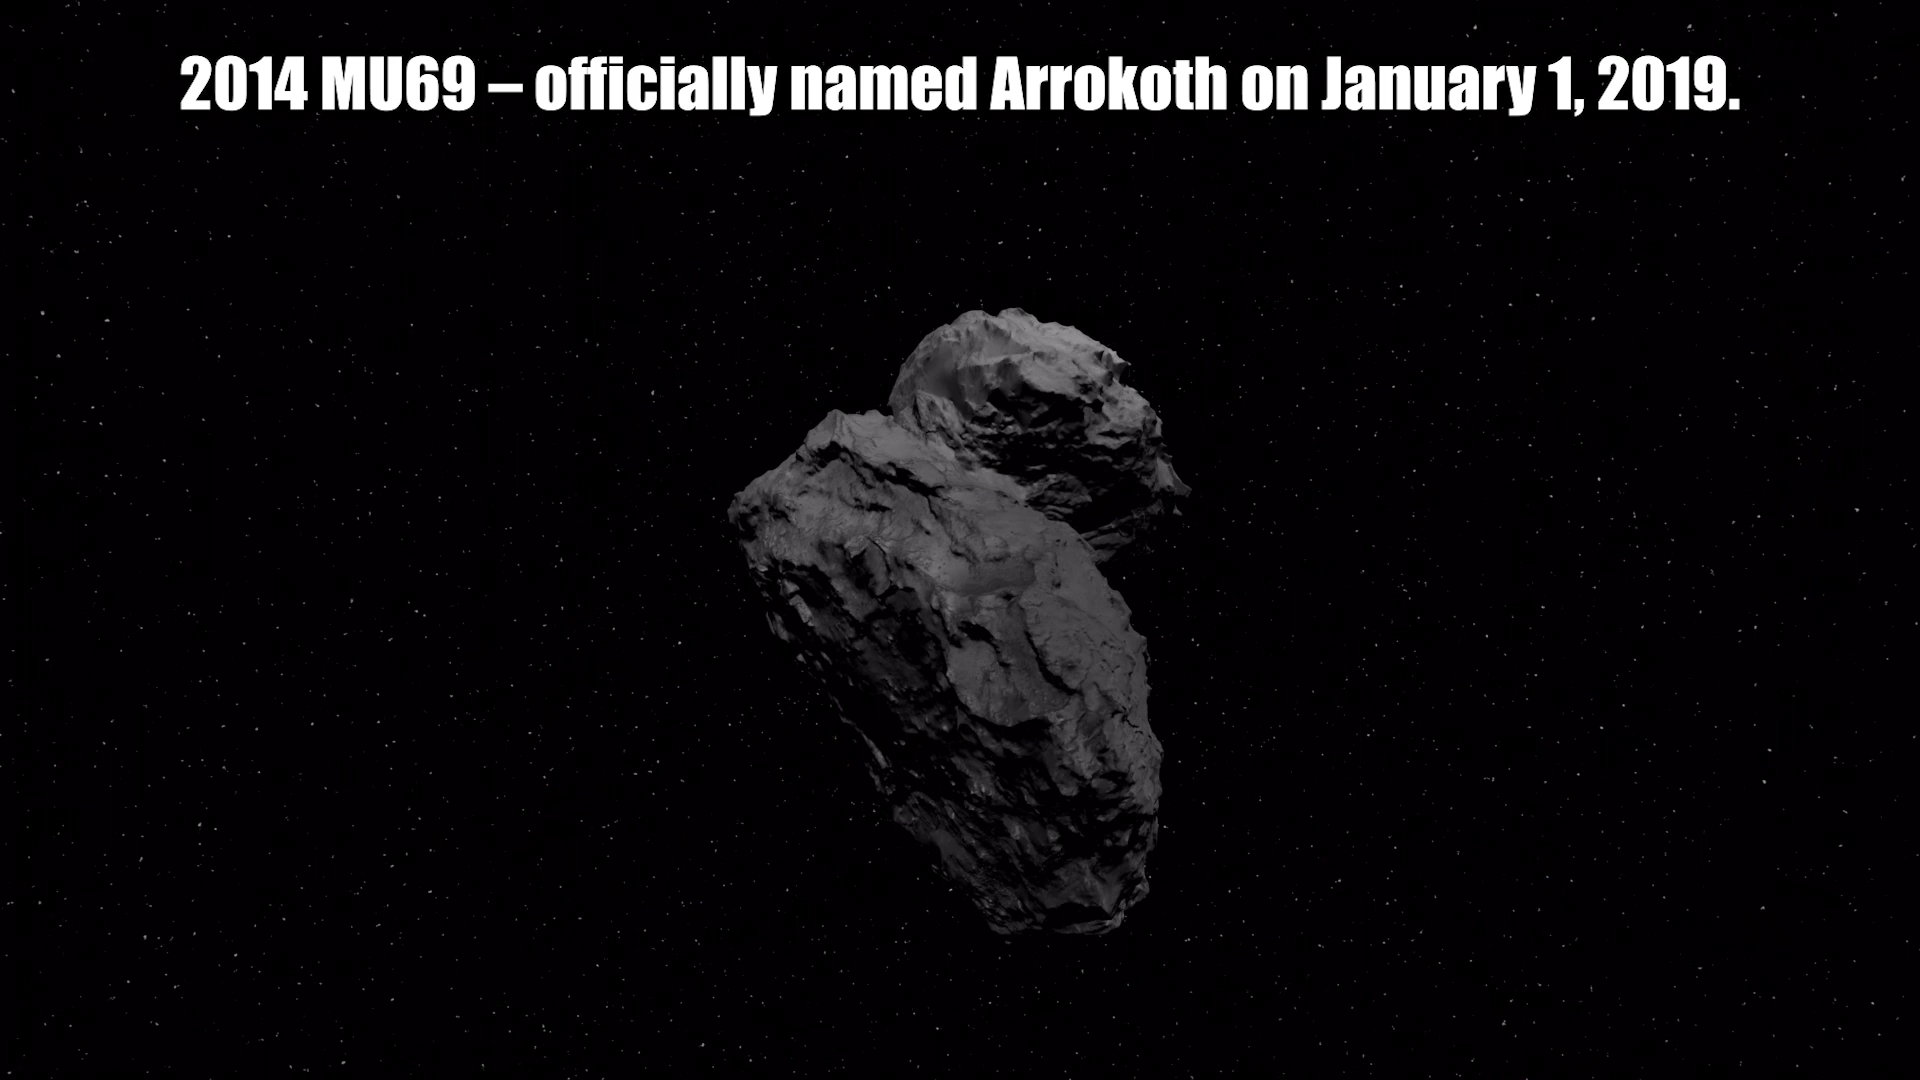 2014 MU69 – officially named Arrokoth on January 1, 2019.